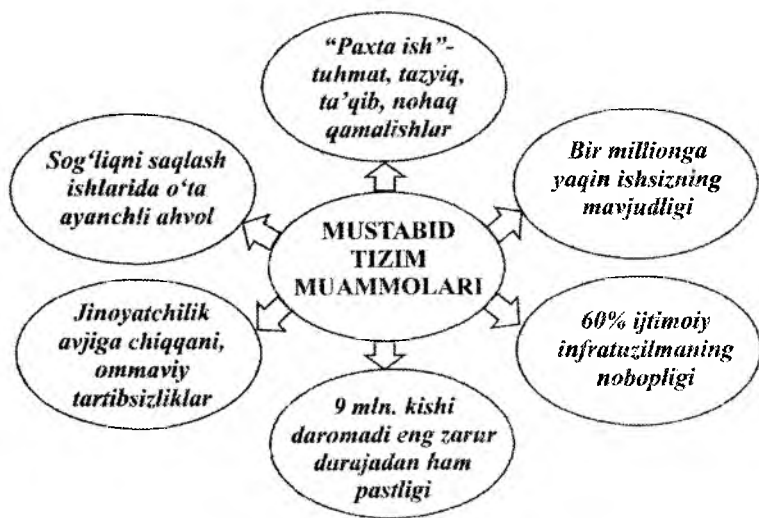 “Paxta ish”-
tuhmat, tazyiq,
ta’qib, nohaq
qamalishlar
Sog‘liqni saqlash
ishlarida o‘ta
ayanchli ahvol
Bir millionga
yaqin ishsizning
mavjudligi
MUSTABID
TIZIM
MUAMMOLARI
Jinoyatchilik
avjiga chiqqani,
ommaviy
tartibsizliklar
60% ijtimoiy
infratuzilmaning
nobopligi
9 mln. kishi
daromadi eng zarur
darajadan ham
pastligi